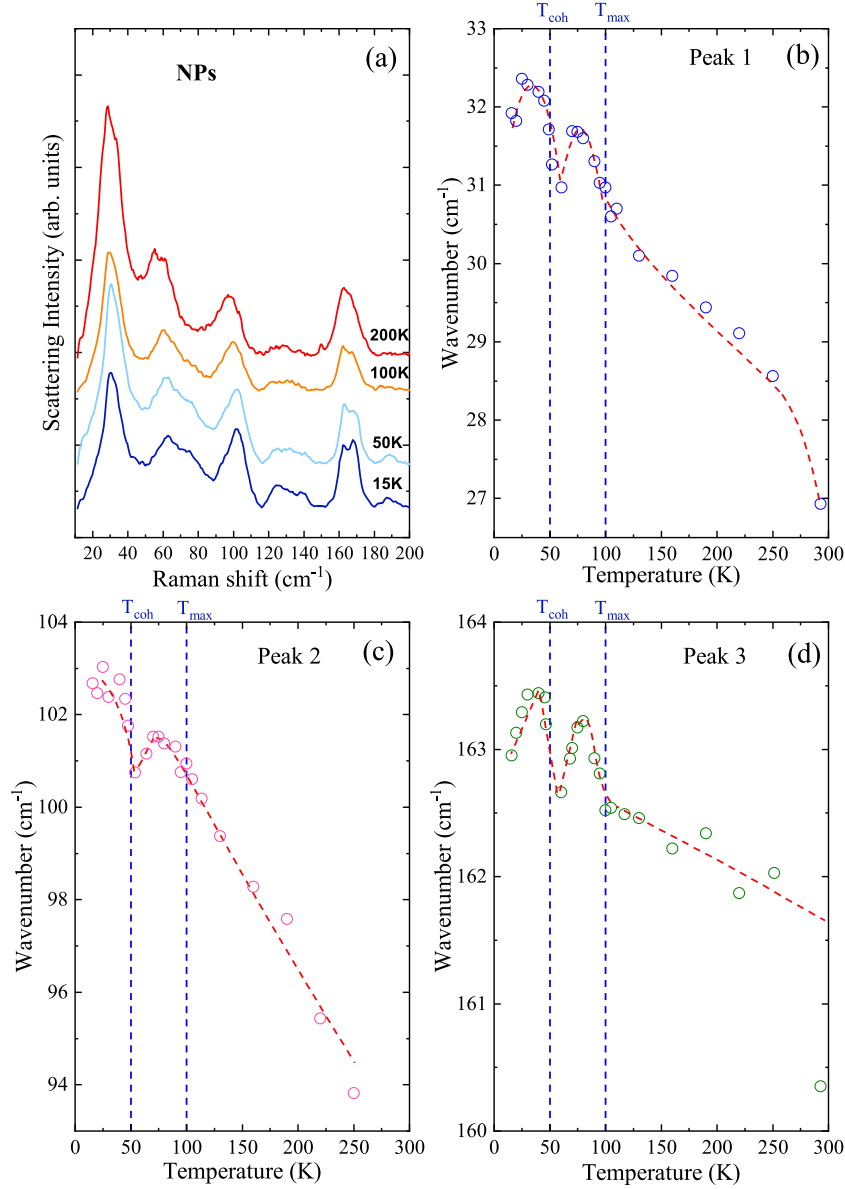 NPs
(a)
200K
100K
50K
15K
Scattering Intensity (arb. units)
20 40 60 80 100 120 140 160 180 200
Raman shift (cm⁻¹)
T_coh T_max
Peak 1
(b)
33
32
31
30
29
28
27
Wavenumber (cm⁻¹)
0 50 100 150 200 250 300
Temperature (K)
T_coh T_max
Peak 2
(c)
104
102
100
98
96
94
Wavenumber (cm⁻¹)
0 50 100 150 200 250 300
Temperature (K)
T_coh T_max
Peak 3
(d)
164
163
162
161
160
Wavenumber (cm⁻¹)
0 50 100 150 200 250 300
Temperature (K)